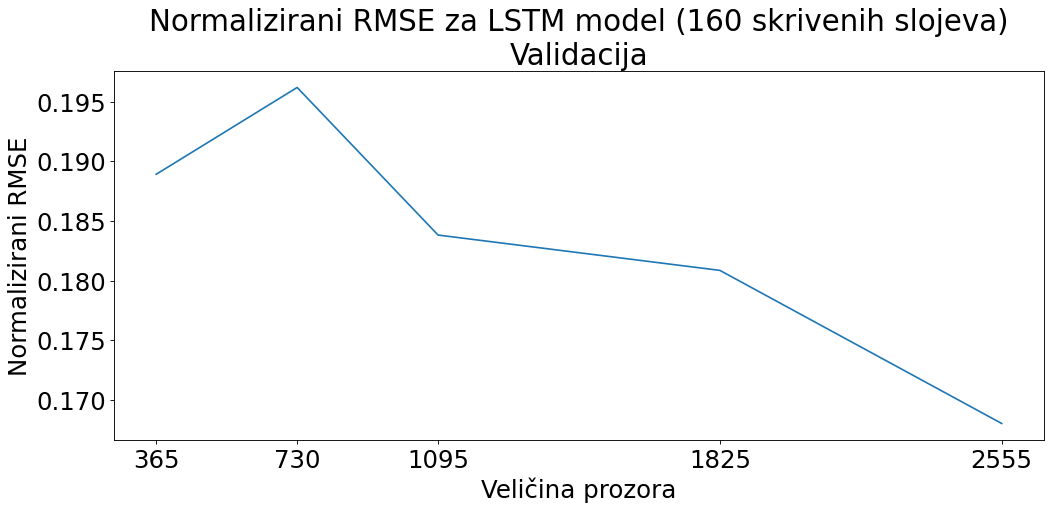 Normalizirani RMSE za LSTM model (160 skrivenih slojeva)
Validacija
Normalizirani RMSE
0.195
0.190
0.185
0.180
0.175
0.170
365 730 1095 1825 2555
Veličina prozora